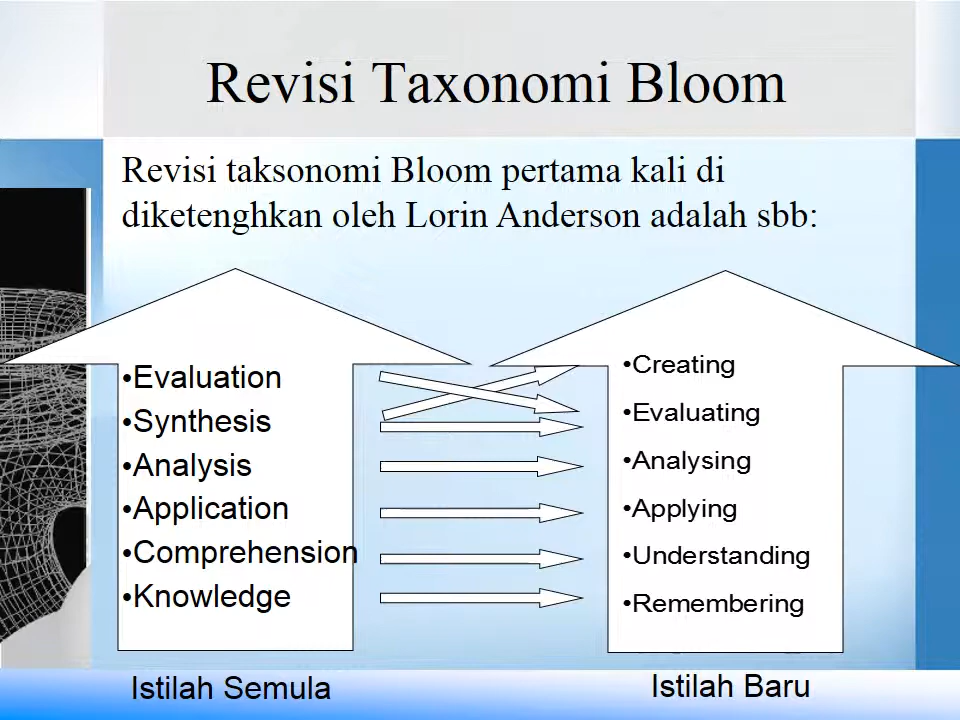 Revisi Taxonomi Bloom
Revisi taksonomi Bloom pertama kali di
diketenghkan oleh Lorin Anderson adalah sbb:
•Evaluation
•Synthesis
•Analysis
•Application
•Comprehension
•Knowledge
•Creating
•Evaluating
•Analysing
•Applying
•Understanding
•Remembering
Istilah Semula
Istilah Baru